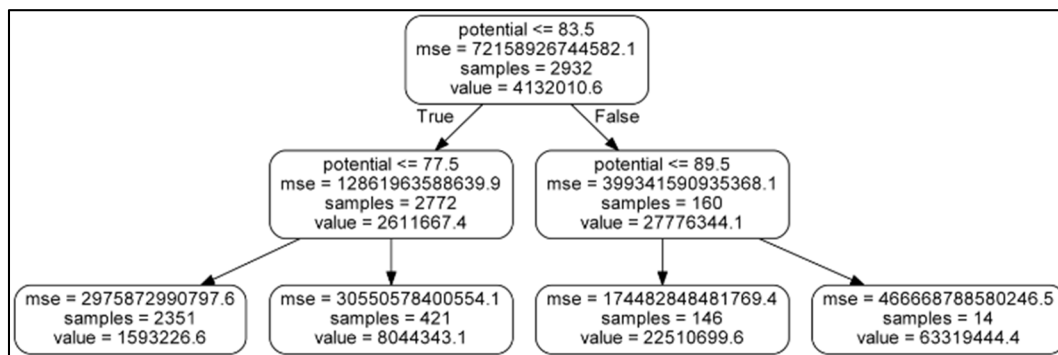 potential <= 83.5
mse = 72158926744582.1
samples = 2932
value = 4132010.6
True
False
potential <= 77.5
mse = 12861963588639.9
samples = 2772
value = 2611667.4
potential <= 89.5
mse = 399341590935368.1
samples = 160
value = 27776344.1
mse = 2975872990797.6
samples = 2351
value = 1593226.6
mse = 30550578400554.1
samples = 421
value = 8044343.1
mse = 174482848481769.4
samples = 146
value = 22510699.6
mse = 466687788580246.5
samples = 14
value = 63319444.4